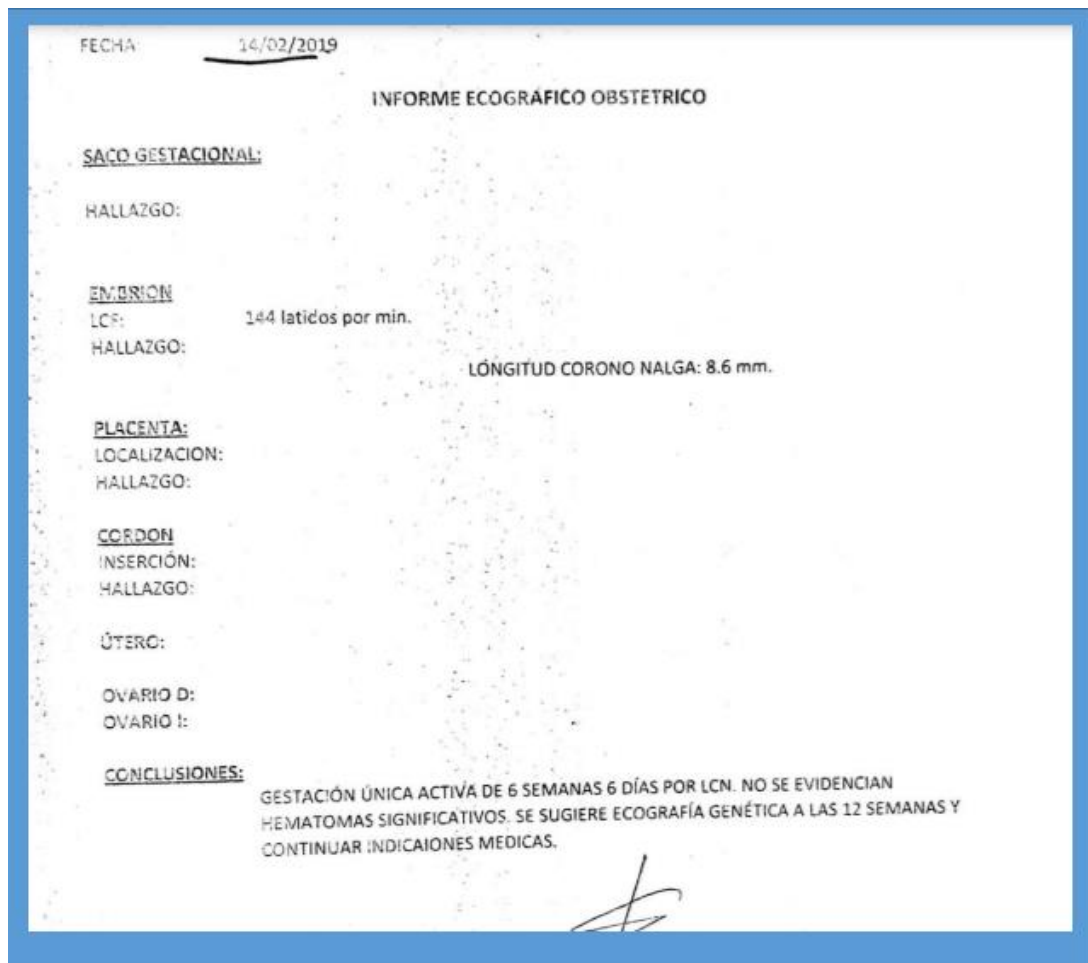 FECHA: 14/02/2019
INFORME ECOGRÁFICO OBSTETRICO
SACO GESTACIONAL:
HALLAZGO:
EMBRION
LCF: 144 latidos por min.
HALLAZGO:
LONGITUD CORONO NALGA: 8.6 mm.
PLACENTA:
LOCALIZACION:
HALLAZGO:
CORDON
INSERCIÓN:
HALLAZGO:
ÚTERO:
OVARIO D:
OVARIO I:
CONCLUSIONES:
GESTACIÓN ÚNICA ACTIVA DE 6 SEMANAS 6 DÍAS POR LCN. NO SE EVIDENCIAN
HEMATOMAS SIGNIFICATIVOS. SE SUGIERE ECOGRAFÍA GENÉTICA A LAS 12 SEMANAS Y
CONTINUAR INDICAIONES MEDICAS.